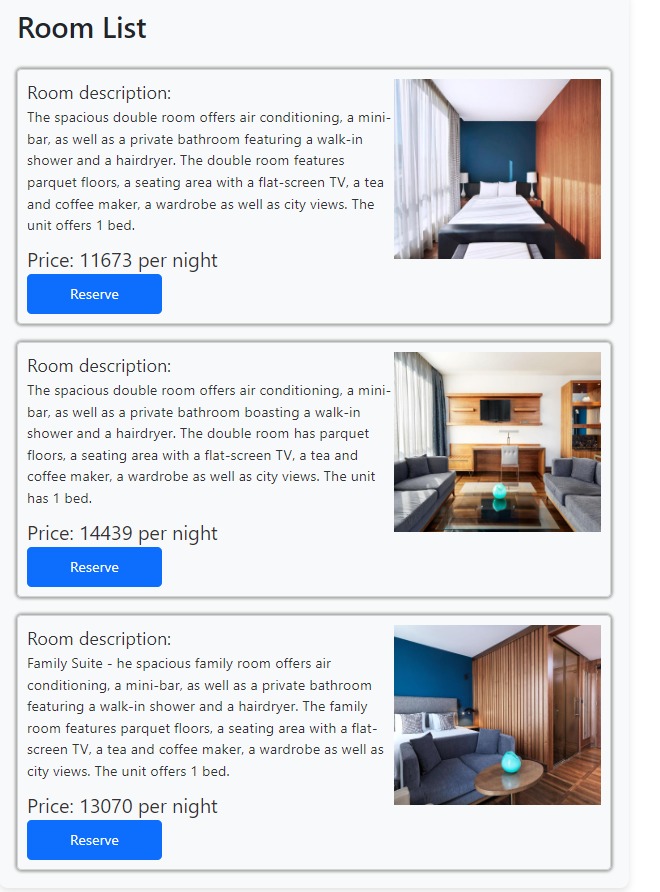 Room List
Room description:
The spacious double room offers air conditioning, a mini-
bar, as well as a private bathroom featuring a walk-in
shower and a hairdryer. The double room features
parquet floors, a seating area with a flat-screen TV, a tea
and coffee maker, a wardrobe as well as city views. The
unit offers 1 bed.
Price: 11673 per night
Reserve
Room description:
The spacious double room offers air conditioning, a mini-
bar, as well as a private bathroom boasting a walk-in
shower and a hairdryer. The double room has parquet
floors, a seating area with a flat-screen TV, a tea and
coffee maker, a wardrobe as well as city views. The unit
has 1 bed.
Price: 14439 per night
Reserve
Room description:
Family Suite - he spacious family room offers air
conditioning, a mini-bar, as well as a private bathroom
featuring a walk-in shower and a hairdryer. The family
room features parquet floors, a seating area with a flat-
screen TV, a tea and coffee maker, a wardrobe as well as
city views. The unit offers 1 bed.
Price: 13070 per night
Reserve